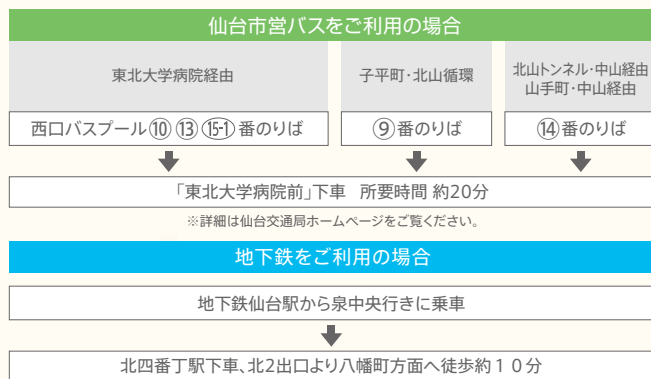 仙台市営バスをご利用の場合
東北大学病院経由
子平町・北山循環
北山トンネル・中山経由
山手町・中山経由
西口バスプール⑩⑬(15-1)番のりば
⑨番のりば
⑭番のりば
「東北大学病院前」下車 所要時間 約20分
※詳細は仙台交通局ホームページをご覧ください。
地下鉄をご利用の場合
地下鉄仙台駅から泉中央行きに乗車
北四番丁駅下車、北2出口より八幡町方面へ徒歩約10分